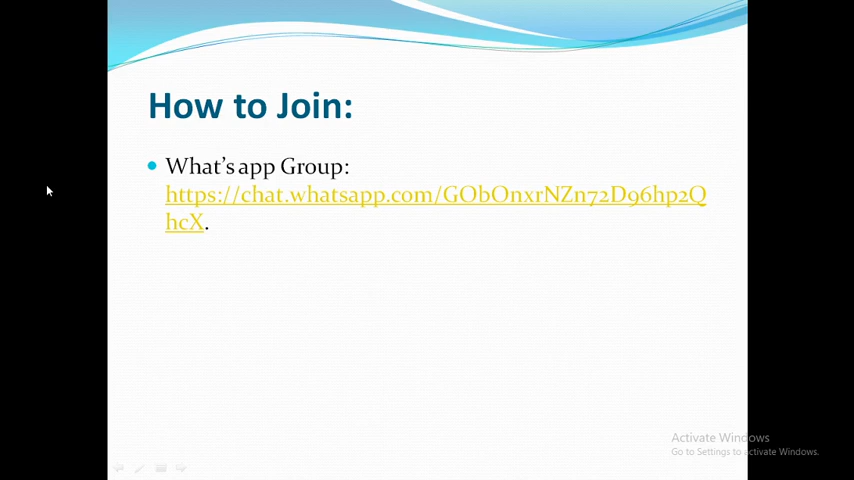 How to Join:
What's app Group:
https://chat.whatsapp.com/GObOnxrNZn72D96hp2Q
hcX.
Activate Windows
Go to Settings to activate Windows.